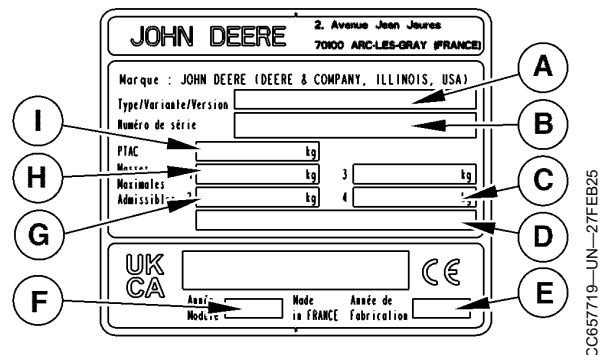 JOHN DEERE
2. Avenue Jean Jaures
70100 ARC-LES-GRAY (FRANCE)
Marque : JOHN DEERE (DEERE & COMPANY, ILLINOIS, USA)
A
Type/Variante/Version
B
Numéro de série
I
PTAC kg
H
Masses 1 kg 3 kg
Maximales
C
Admissibles 2 kg 4 kg
G
D
UK
CA
CE
F
Année Made Année de
E
Modèle in FRANCE Fabrication
CC657719—UN—27FEB25